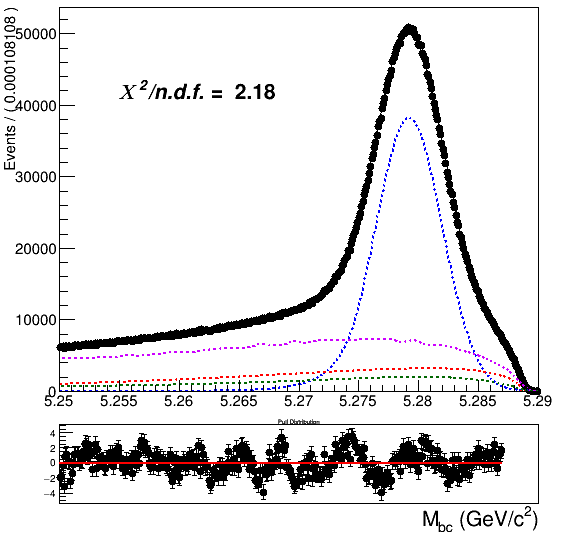 Events / ( 0.000108108 )
50000
40000
30000
20000
10000
0
X²/n.d.f. = 2.18
5.25 5.255 5.26 5.265 5.27 5.275 5.28 5.285 5.29
Pull Distribution
4
2
0
−2
−4
M_bc (GeV/c²)